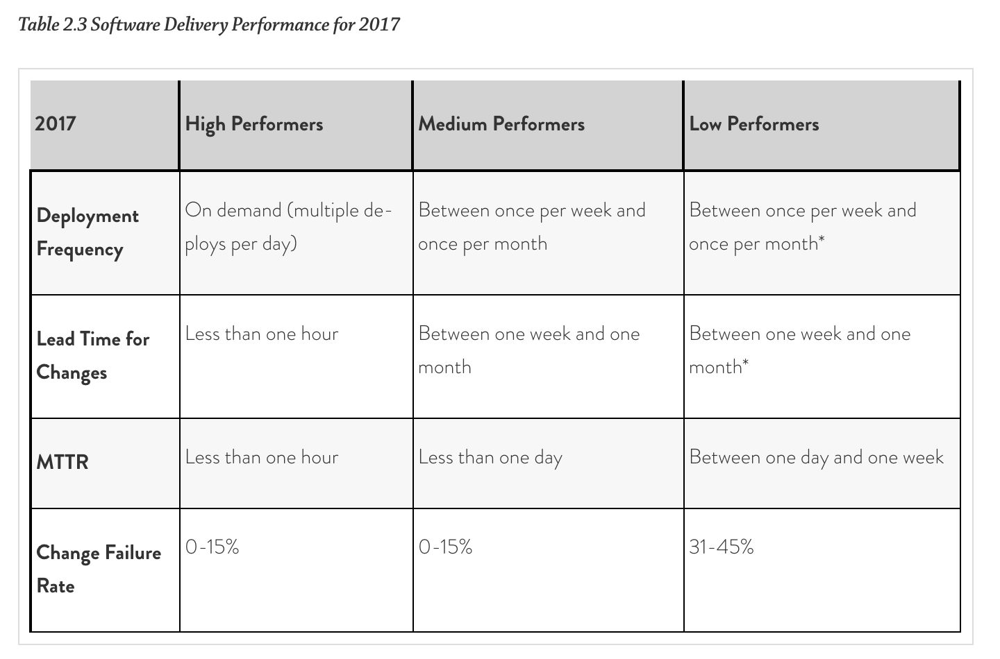 Table 2.3 Software Delivery Performance for 2017
2017
High Performers
Medium Performers
Low Performers
Deployment
Frequency
On demand (multiple de-
ploys per day)
Between once per week and
once per month
Between once per week and
once per month*
Lead Time for
Changes
Less than one hour
Between one week and one
month
Between one week and one
month*
MTTR
Less than one hour
Less than one day
Between one day and one week
Change Failure
Rate
0-15%
0-15%
31-45%